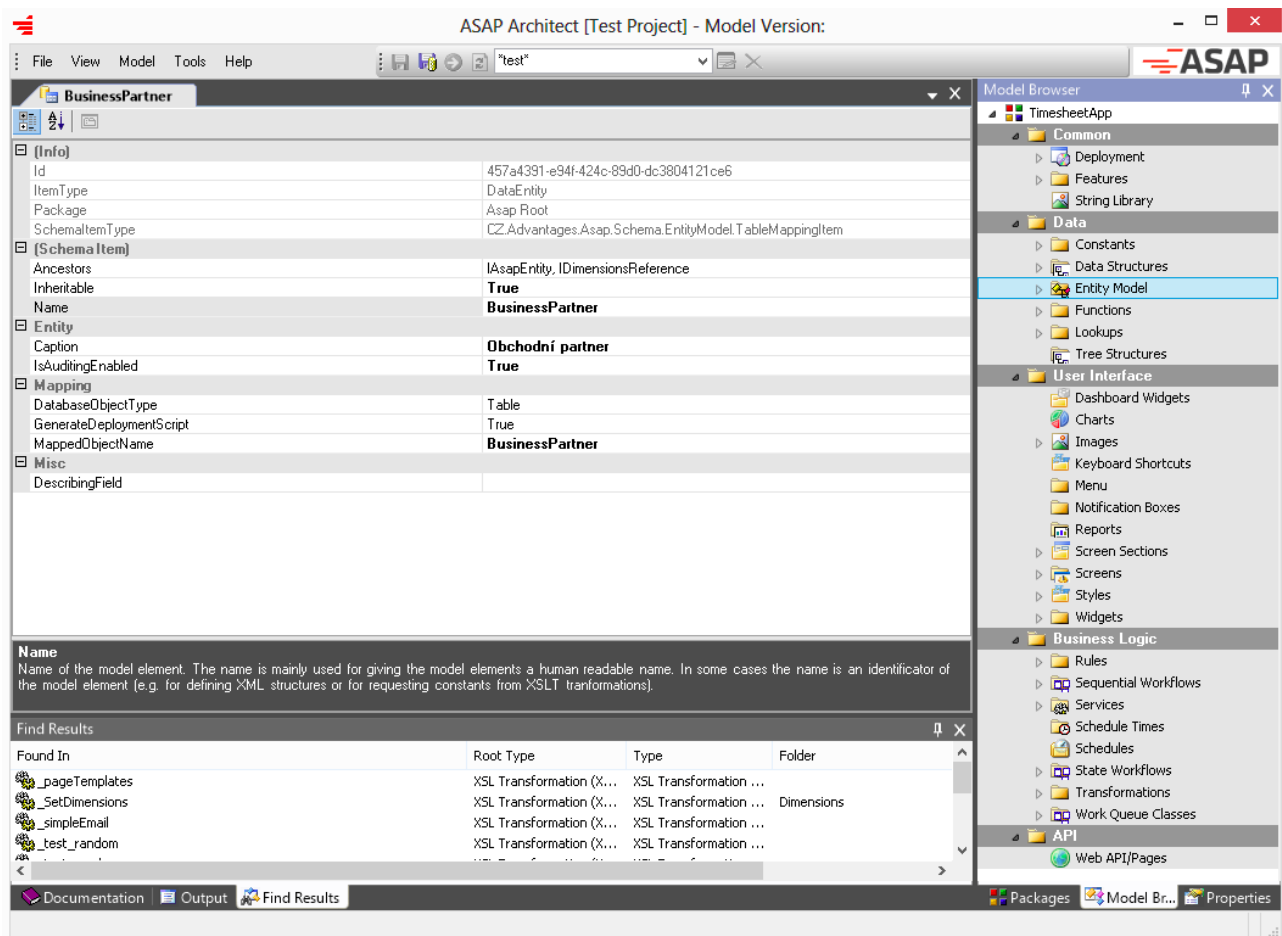 ASAP Architect [Test Project] - Model Version:
File View Model Tools Help
*test*
ASAP
BusinessPartner
(Info)
Id 457a4391-e94f-424c-89d0-dc3804121ce6
ItemType DataEntity
Package Asap Root
SchemaItemType CZ.Advantages.Asap.Schema.EntityModel.TableMappingItem
(Schema Item)
Ancestors IAsapEntity, IDimensionsReference
Inheritable True
Name BusinessPartner
Entity
Caption Obchodní partner
IsAuditingEnabled True
Mapping
DatabaseObjectType Table
GenerateDeploymentScript True
MappedObjectName BusinessPartner
Misc
DescribingField
Name
Name of the model element. The name is mainly used for giving the model elements a human readable name. In some cases the name is an identificator of
the model element (e.g. for defining XML structures or for requesting constants from XSLT tranformations).
Find Results
Found In Root Type Type Folder
_pageTemplates XSL Transformation (X... XSL Transformation ...
_SetDimensions XSL Transformation (X... XSL Transformation ... Dimensions
_simpleEmail XSL Transformation (X... XSL Transformation ...
_test_random XSL Transformation (X... XSL Transformation ...
Documentation Output Find Results
Model Browser
TimesheetApp
Common
Deployment
Features
String Library
Data
Constants
Data Structures
Entity Model
Functions
Lookups
Tree Structures
User Interface
Dashboard Widgets
Charts
Images
Keyboard Shortcuts
Menu
Notification Boxes
Reports
Screen Sections
Screens
Styles
Widgets
Business Logic
Rules
Sequential Workflows
Services
Schedule Times
Schedules
State Workflows
Transformations
Work Queue Classes
API
Web API/Pages
Packages Model Br... Properties